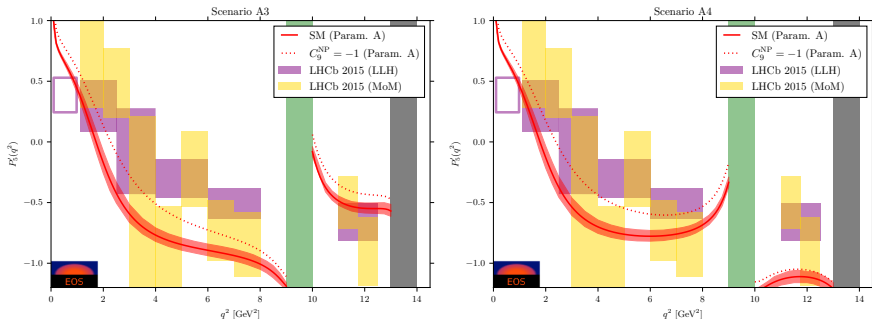 Scenario A3
1.0
0.5
0.0
−0.5
−1.0
P′5(q²)
SM (Param. A)
C9^NP = −1 (Param. A)
LHCb 2015 (LLH)
LHCb 2015 (MoM)
EOS
0 2 4 6 8 10 12 14
q² [GeV²]
Scenario A4
1.0
0.5
0.0
−0.5
−1.0
P′5(q²)
SM (Param. A)
C9^NP = −1 (Param. A)
LHCb 2015 (LLH)
LHCb 2015 (MoM)
EOS
0 2 4 6 8 10 12 14
q² [GeV²]